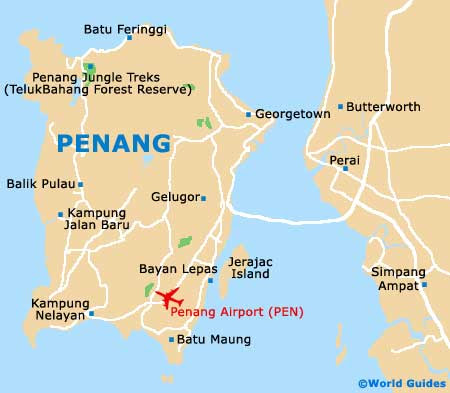 Batu Feringgi
Penang Jungle Treks
(TelukBahang Forest Reserve)
Georgetown
Butterworth
PENANG
Perai
Balik Pulau
Gelugor
Kampung
Jalan Baru
Bayan Lepas
Jerajac
Island
Simpang
Ampat
Kampung
Nelayan
Penang Airport (PEN)
Batu Maung
©World Guides